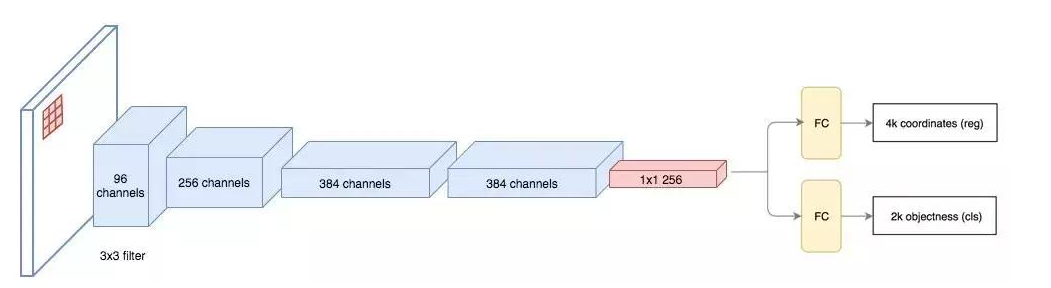 96
channels
256 channels
384 channels
384 channels
1x1 256
3x3 filter
FC
4k coordinates (reg)
FC
2k objectness (cls)